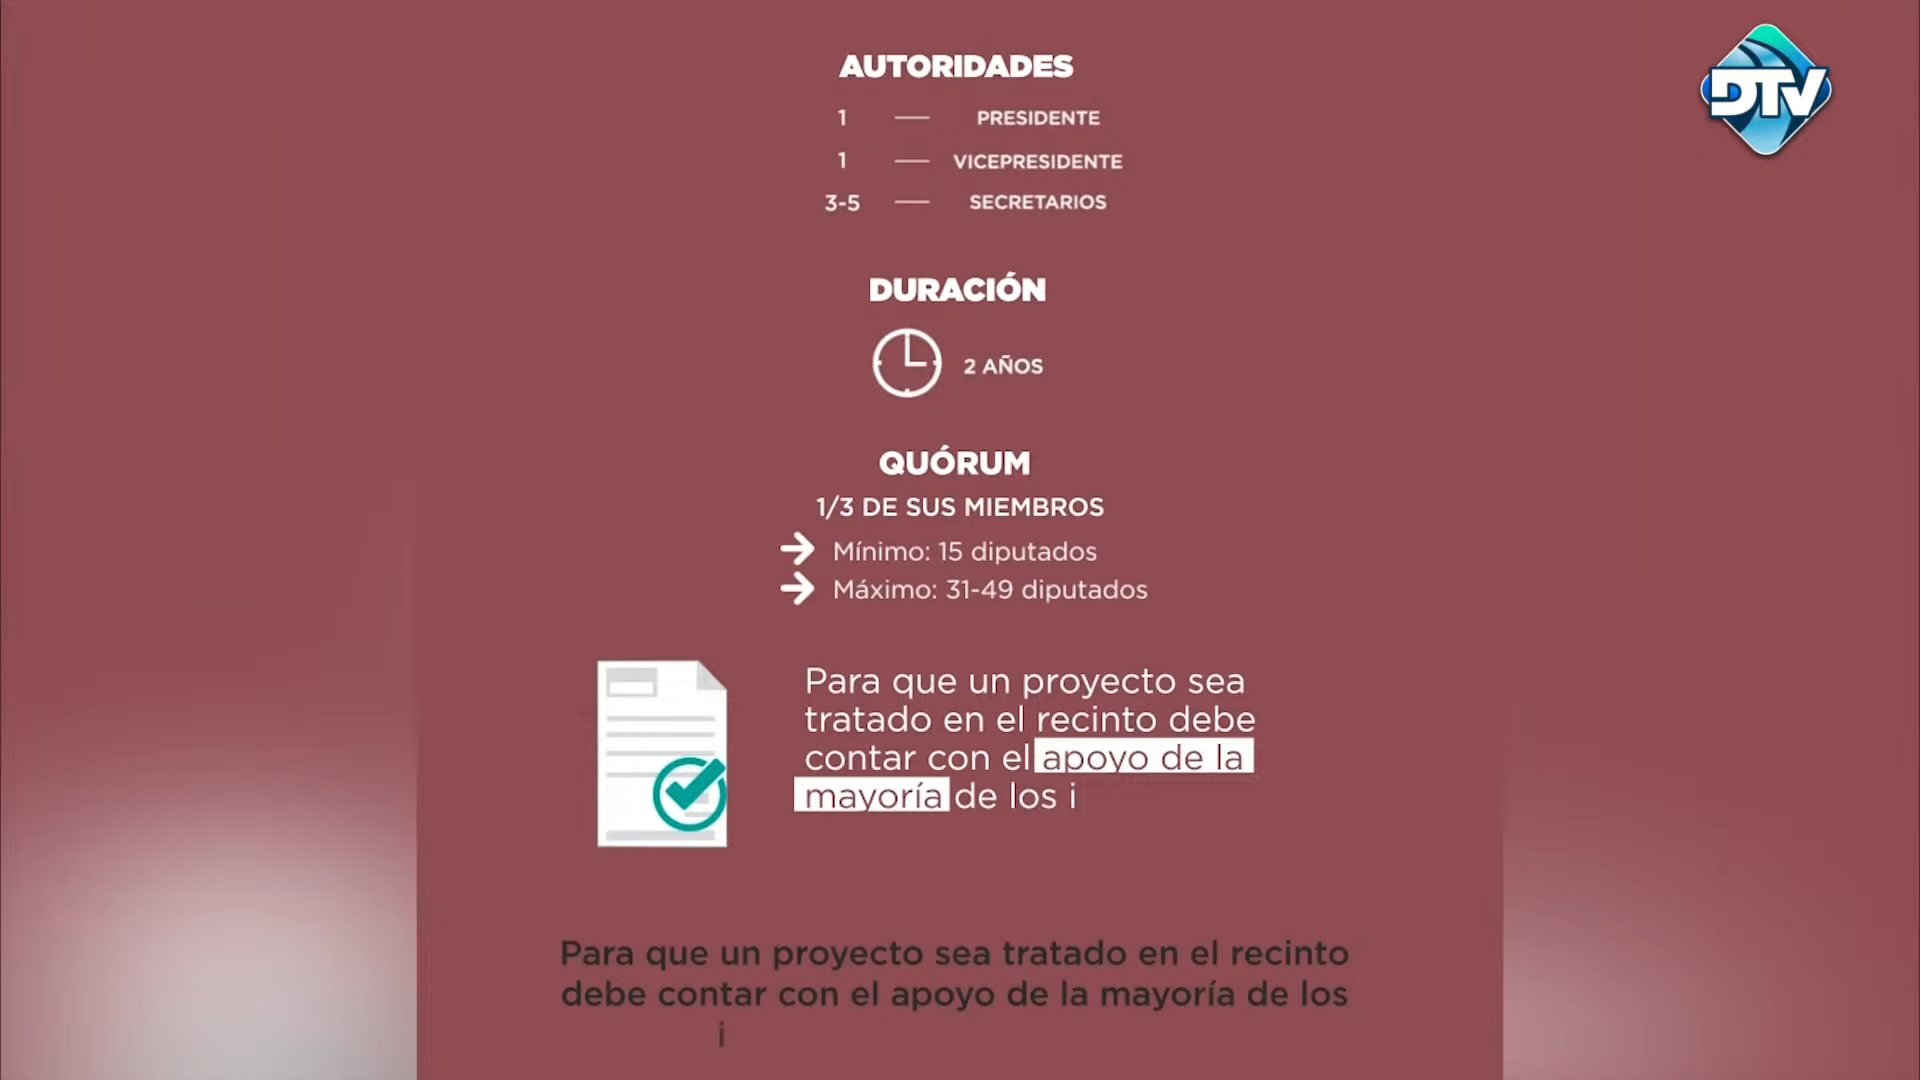 DTV
AUTORIDADES
1 — PRESIDENTE
1 — VICEPRESIDENTE
3-5 — SECRETARIOS
DURACIÓN
2 AÑOS
QUÓRUM
1/3 DE SUS MIEMBROS
Mínimo: 15 diputados
Máximo: 31-49 diputados
Para que un proyecto sea
tratado en el recinto debe
contar con el apoyo de la
mayoría de los i
Para que un proyecto sea tratado en el recinto
debe contar con el apoyo de la mayoría de los
i